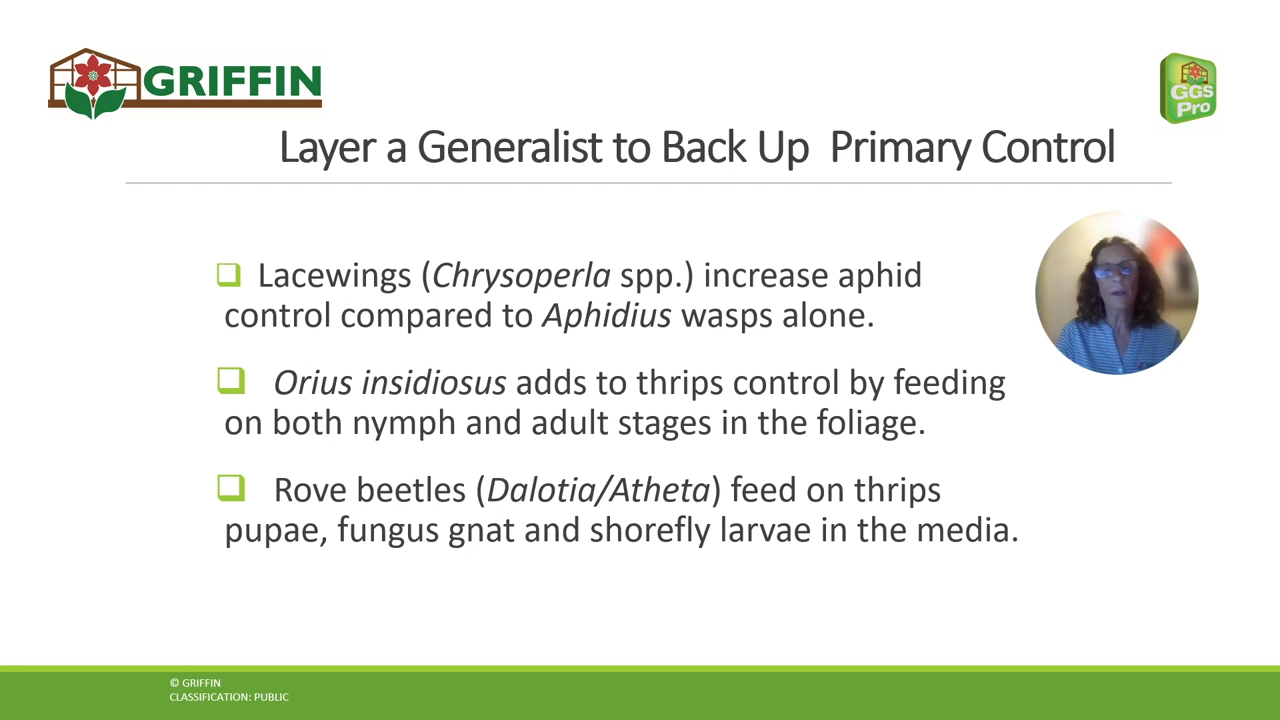 GRIFFIN
GGS
Pro
Layer a Generalist to Back Up  Primary Control
❑ Lacewings (Chrysoperla spp.) increase aphid
control compared to Aphidius wasps alone.
❑ Orius insidiosus adds to thrips control by feeding
on both nymph and adult stages in the foliage.
❑ Rove beetles (Dalotia/Atheta) feed on thrips
pupae, fungus gnat and shorefly larvae in the media.
© GRIFFIN
CLASSIFICATION: PUBLIC